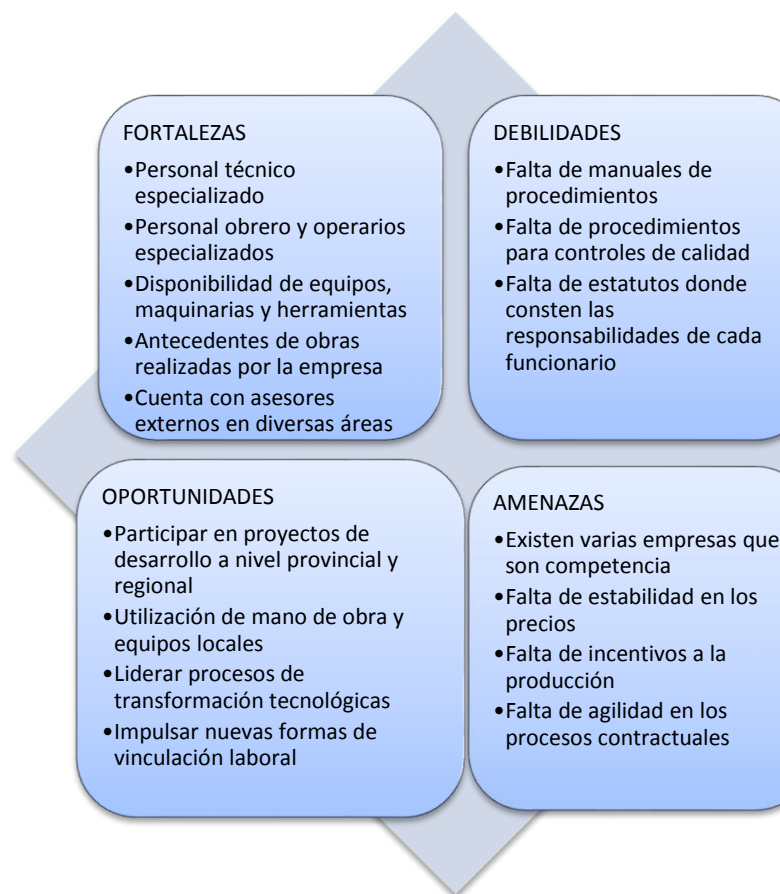 FORTALEZAS
•Personal técnico
especializado
•Personal obrero y operarios
especializados
•Disponibilidad de equipos,
maquinarias y herramientas
•Antecedentes de obras
realizadas por la empresa
•Cuenta con asesores
externos en diversas áreas
DEBILIDADES
•Falta de manuales de
procedimientos
•Falta de procedimientos
para controles de calidad
•Falta de estatutos donde
consten las
responsabilidades de cada
funcionario
OPORTUNIDADES
•Participar en proyectos de
desarrollo a nivel provincial y
regional
•Utilización de mano de obra y
equipos locales
•Liderar procesos de
transformación tecnológicas
•Impulsar nuevas formas de
vinculación laboral
AMENAZAS
•Existen varias empresas que
son competencia
•Falta de estabilidad en los
precios
•Falta de incentivos a la
producción
•Falta de agilidad en los
procesos contractuales